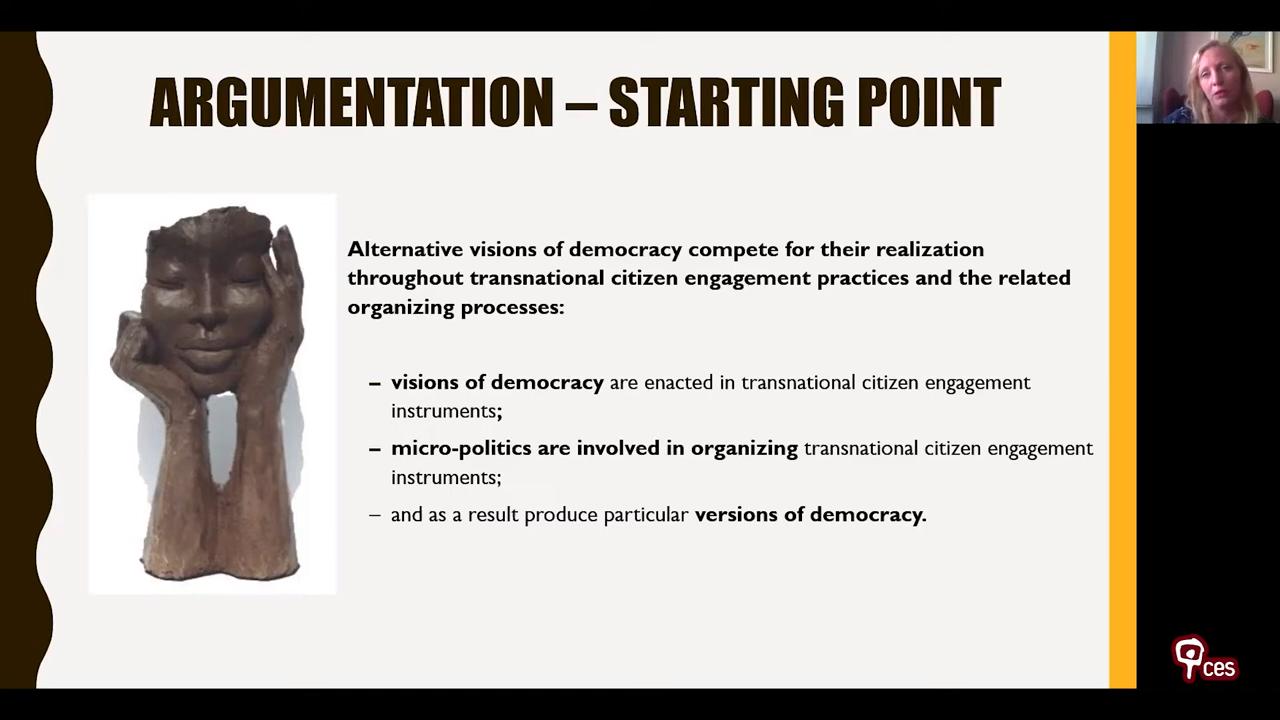 ARGUMENTATION – STARTING POINT
Alternative visions of democracy compete for their realization
throughout transnational citizen engagement practices and the related
organizing processes:
– visions of democracy are enacted in transnational citizen engagement
instruments;
– micro-politics are involved in organizing transnational citizen engagement
instruments;
– and as a result produce particular versions of democracy.
ces